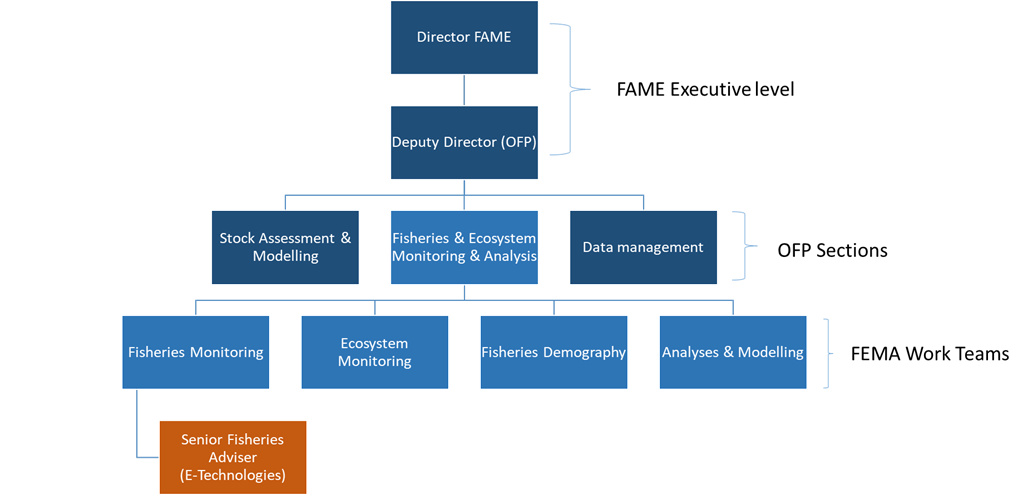 Director FAME
FAME Executive level
Deputy Director (OFP)
Stock Assessment &
Modelling
Fisheries & Ecosystem
Monitoring & Analysis
Data management
OFP Sections
Fisheries Monitoring
Ecosystem
Monitoring
Fisheries Demography
Analyses & Modelling
FEMA Work Teams
Senior Fisheries
Adviser
(E-Technologies)